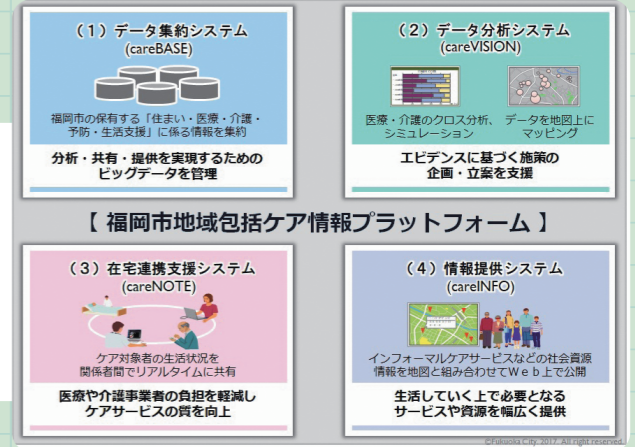 （１）データ集約システム
(careBASE)
福岡市の保有する「住まい・医療・介護・
予防・生活支援」に係る情報を集約
分析・共有・提供を実現するための
ビッグデータを管理
（２）データ分析システム
(careVISION)
医療・介護のクロス分析、
シミュレーション
データを地図上に
マッピング
エビデンスに基づく施策の
企画・立案を支援
【 福岡市地域包括ケア情報プラットフォーム 】
（３）在宅連携支援システム
(careNOTE)
ケア対象者の生活状況を
関係者間でリアルタイムに共有
医療や介護事業者の負担を軽減し
ケアサービスの質を向上
（４）情報提供システム
(careINFO)
インフォーマルケアサービスなどの社会資源
情報を地図と組み合わせてＷｅｂ上で公開
生活していく上で必要となる
サービスや資源を幅広く提供
©Fukuoka City. 2017. All right reserved.